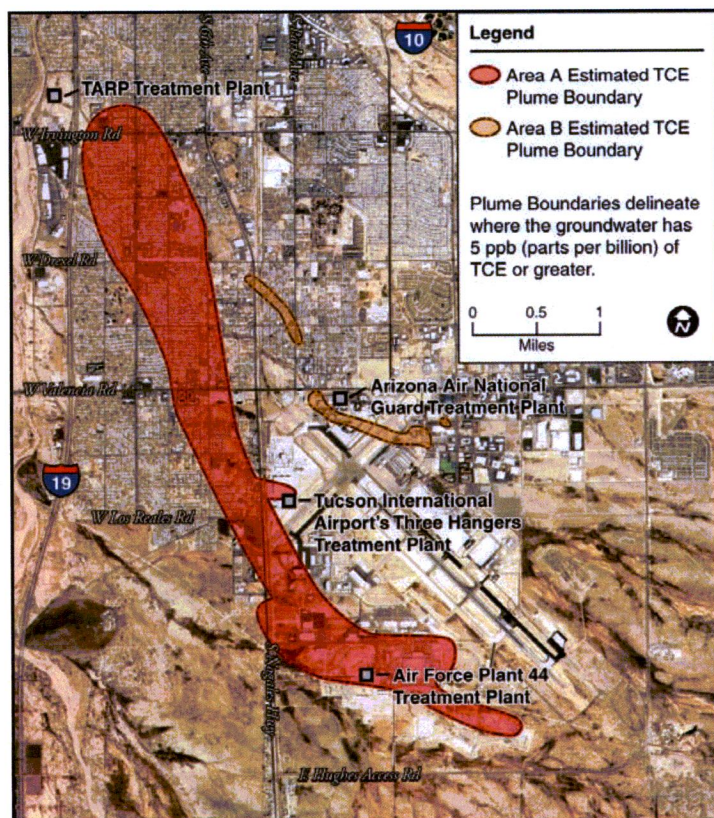 S 6th Ave
10
TARP Treatment Plant
W Irvington Rd
W Drexel Rd
W Valencia Rd
Arizona Air National
Guard Treatment Plant
19
W Los Reales Rd
Tucson International
Airport's Three Hangers
Treatment Plant
S Nogales Hwy
Air Force Plant 44
Treatment Plant
E Hughes Access Rd
Legend
Area A Estimated TCE
Plume Boundary
Area B Estimated TCE
Plume Boundary
Plume Boundaries delineate
where the groundwater has
5 ppb (parts per billion) of
TCE or greater.
0 0.5 1
Miles
N